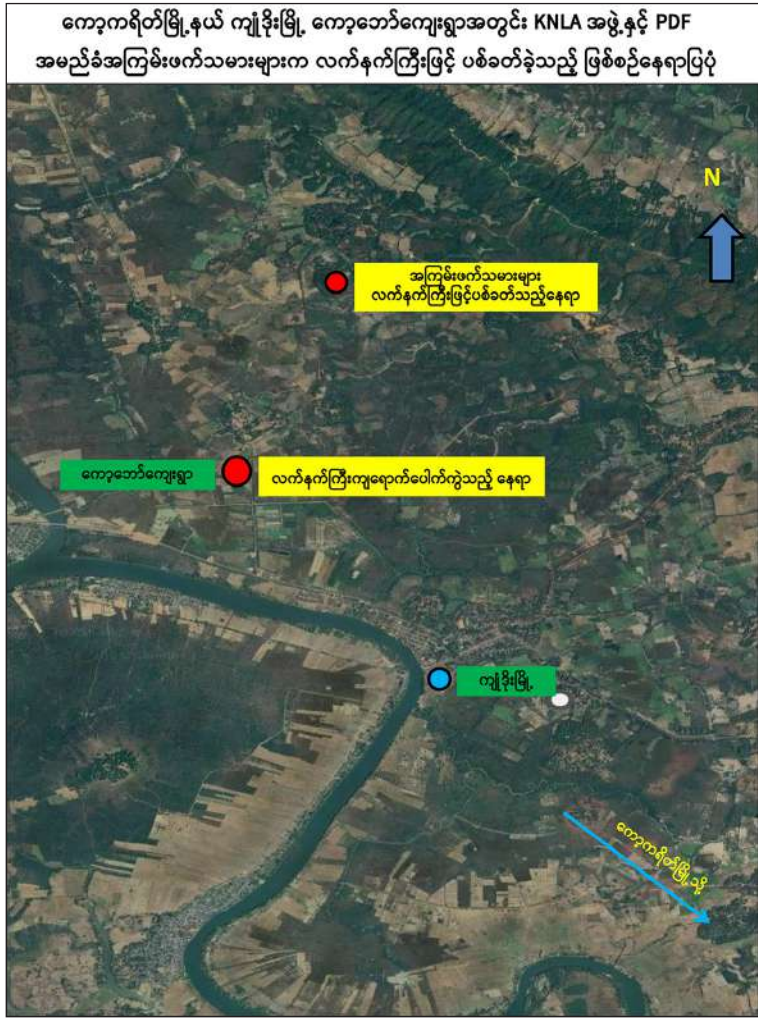 ကော့ကရိတ်မြို့နယ် ကျုံဒိုးမြို့ ကော့ဘော်ကျေးရွာအတွင်း KNLA အဖွဲ့နှင့် PDF
အမည်ခံအကြမ်းဖက်သမားများက လက်နက်ကြီးဖြင့် ပစ်ခတ်ခဲ့သည့် ဖြစ်စဉ်နေရာပြပုံ
N
အကြမ်းဖက်သမားများ
လက်နက်ကြီးဖြင့်ပစ်ခတ်သည့်နေရာ
ကော့ဘော်ကျေးရွာ
လက်နက်ကြီးကျရောက်ပေါက်ကွဲသည့် နေရာ
ကျုံဒိုးမြို့
ကော့ကရိတ်မြို့သို့